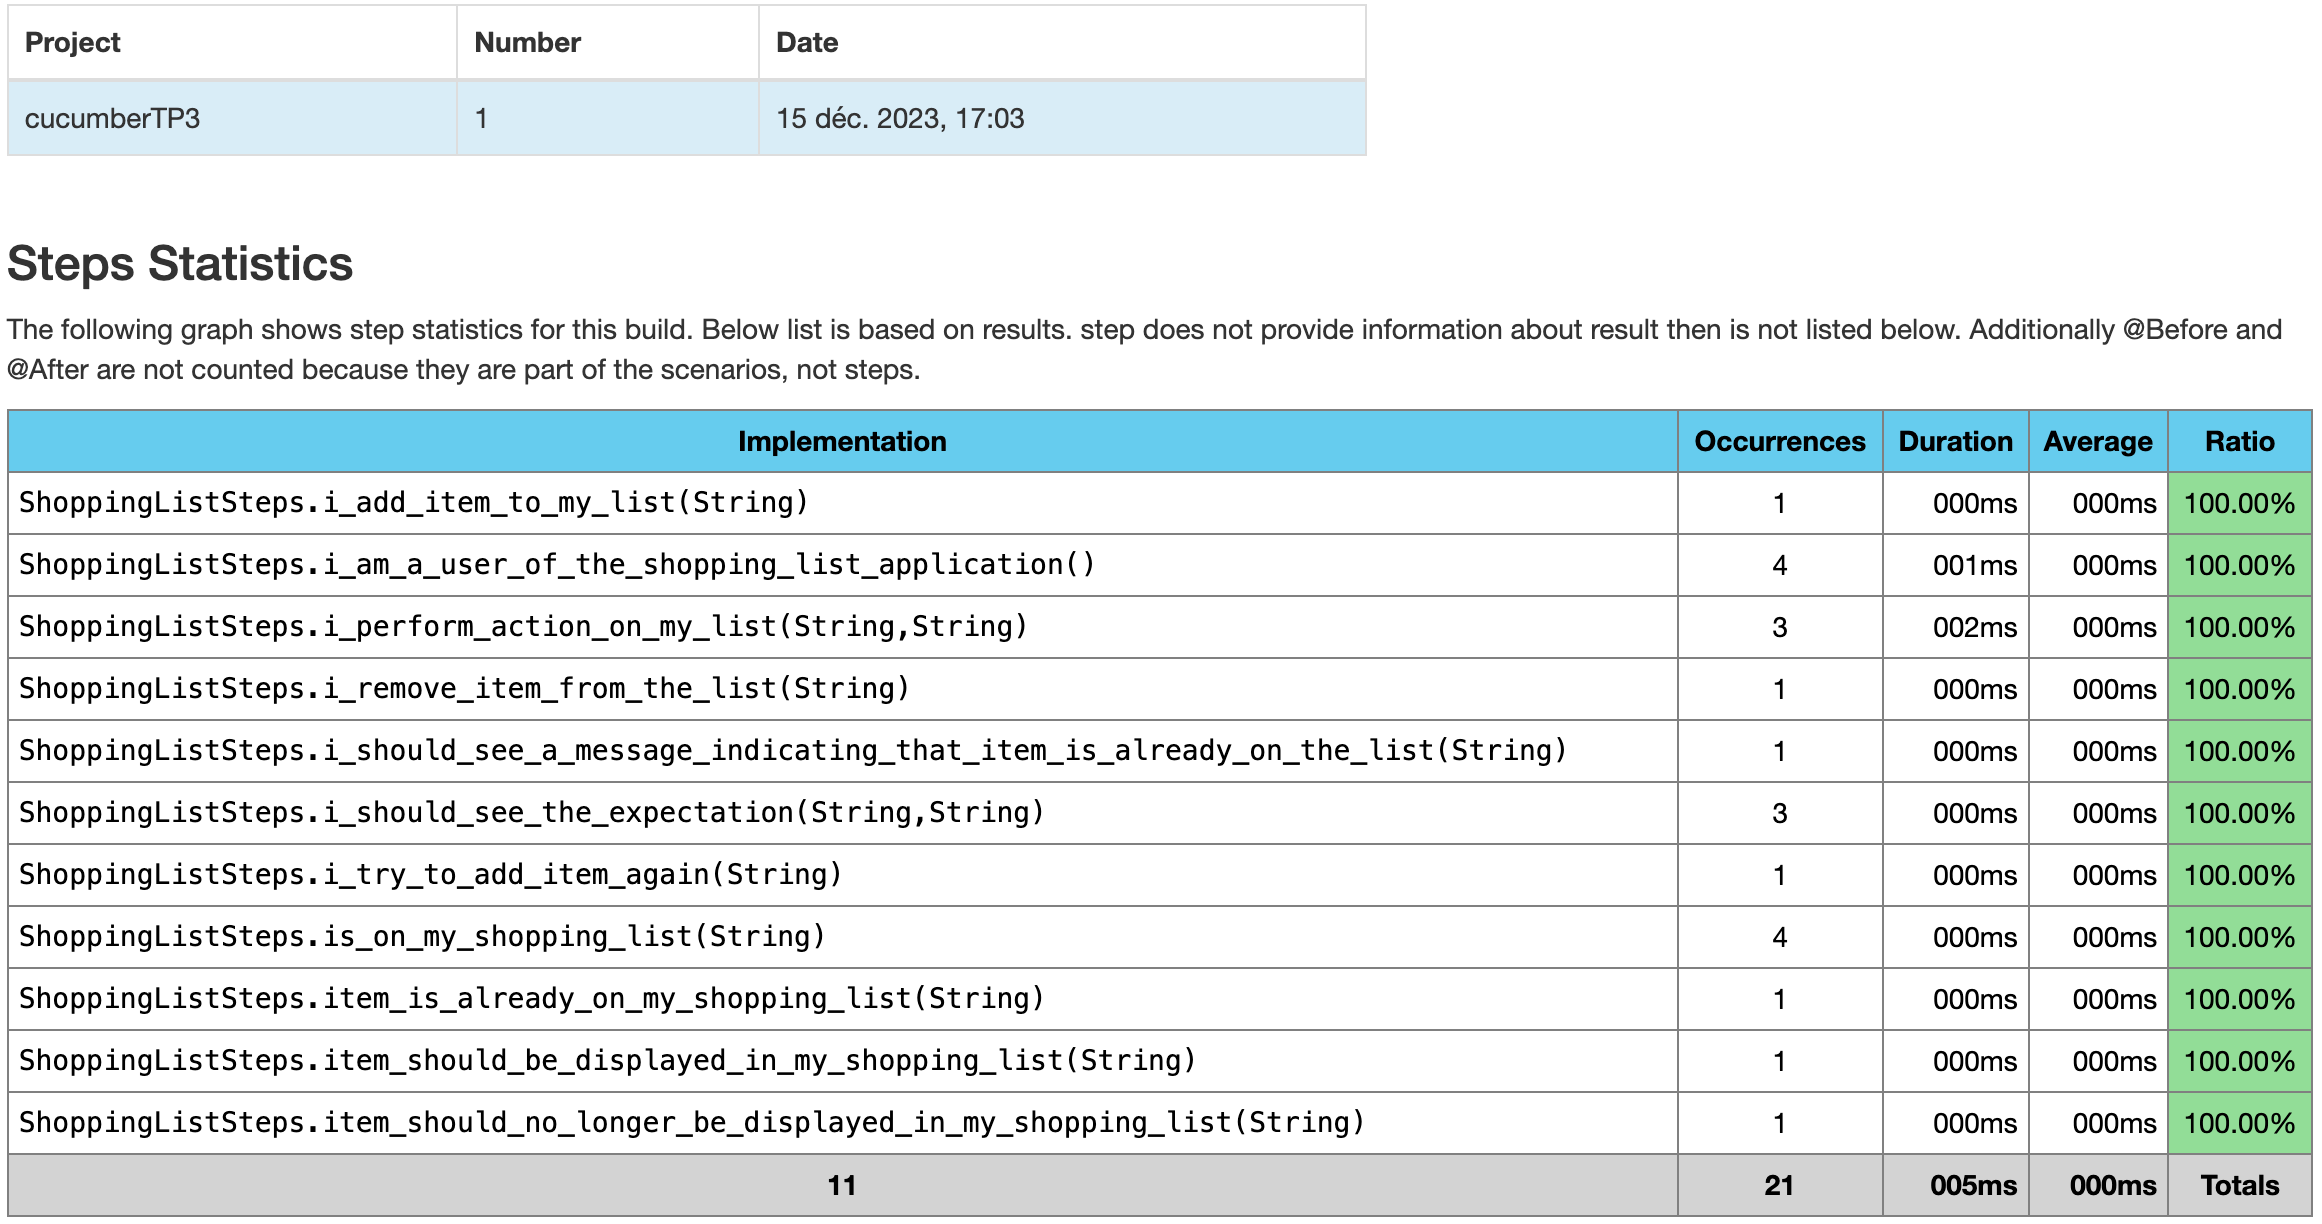 Project Number Date
cucumberTP3 1 15 déc. 2023, 17:03
Steps Statistics
The following graph shows step statistics for this build. Below list is based on results. step does not provide information about result then is not listed below. Additionally @Before and
@After are not counted because they are part of the scenarios, not steps.
Implementation Occurrences Duration Average Ratio
ShoppingListSteps.i_add_item_to_my_list(String) 1 000ms 000ms 100.00%
ShoppingListSteps.i_am_a_user_of_the_shopping_list_application() 4 001ms 000ms 100.00%
ShoppingListSteps.i_perform_action_on_my_list(String,String) 3 002ms 000ms 100.00%
ShoppingListSteps.i_remove_item_from_the_list(String) 1 000ms 000ms 100.00%
ShoppingListSteps.i_should_see_a_message_indicating_that_item_is_already_on_the_list(String) 1 000ms 000ms 100.00%
ShoppingListSteps.i_should_see_the_expectation(String,String) 3 000ms 000ms 100.00%
ShoppingListSteps.i_try_to_add_item_again(String) 1 000ms 000ms 100.00%
ShoppingListSteps.is_on_my_shopping_list(String) 4 000ms 000ms 100.00%
ShoppingListSteps.item_is_already_on_my_shopping_list(String) 1 000ms 000ms 100.00%
ShoppingListSteps.item_should_be_displayed_in_my_shopping_list(String) 1 000ms 000ms 100.00%
ShoppingListSteps.item_should_no_longer_be_displayed_in_my_shopping_list(String) 1 000ms 000ms 100.00%
11 21 005ms 000ms Totals